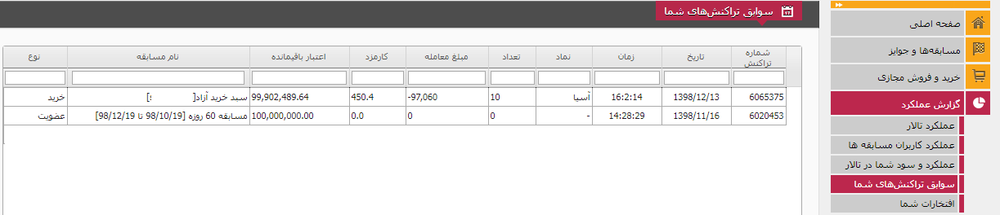 سوابق تراکنش‌های شما
صفحه اصلی
مسابقه‌ها و جوایز
خرید و فروش مجازی
گزارش عملکرد
عملکرد تالار
عملکرد کاربران مسابقه ها
عملکرد و سود شما در تالار
سوابق تراکنش‌های شما
افتخارات شما
شماره تراکنش تاریخ زمان نماد تعداد مبلغ معامله کارمزد اعتبار باقیمانده نام مسابقه نوع
6065375 1398/12/13 16:2:14 آسیا 10 -97,060 450.4 99,902,489.64 سبد خرید آزاد[ ] خرید
6020453 1398/11/16 14:28:29 - 0 0 0.0 100,000,000.00 مسابقه 60 روزه [98/10/19 تا 98/12/19] عضویت